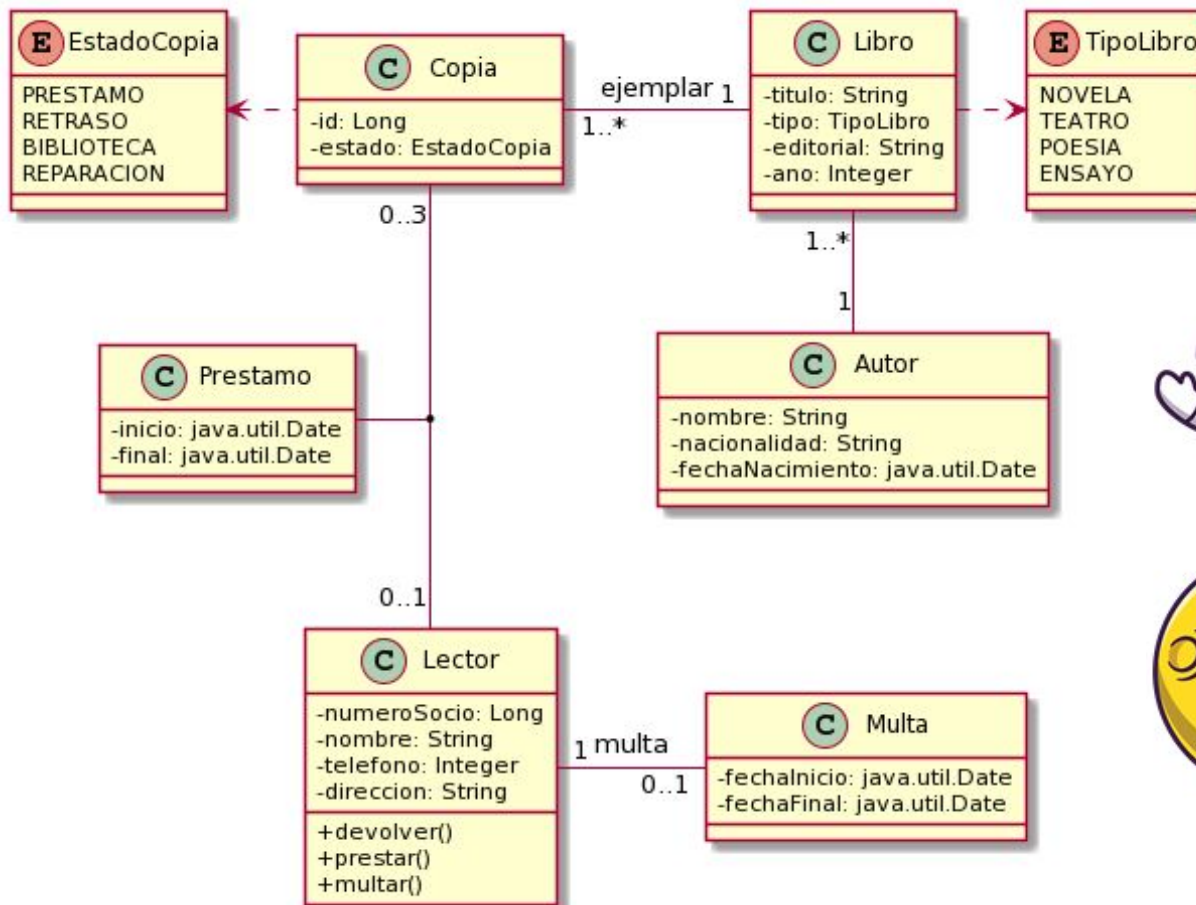 E EstadoCopia
PRESTAMO
RETRASO
BIBLIOTECA
REPARACION
C Copia
-id: Long
-estado: EstadoCopia
ejemplar 1
1..*
C Libro
-titulo: String
-tipo: TipoLibro
-editorial: String
-ano: Integer
E TipoLibro
NOVELA
TEATRO
POESIA
ENSAYO
0..3
1..*
1
C Prestamo
-inicio: java.util.Date
-final: java.util.Date
C Autor
-nombre: String
-nacionalidad: String
-fechaNacimiento: java.util.Date
0..1
C Lector
-numeroSocio: Long
-nombre: String
-telefono: Integer
-direccion: String
+devolver()
+prestar()
+multar()
1 multa
0..1
C Multa
-fechaInicio: java.util.Date
-fechaFinal: java.util.Date